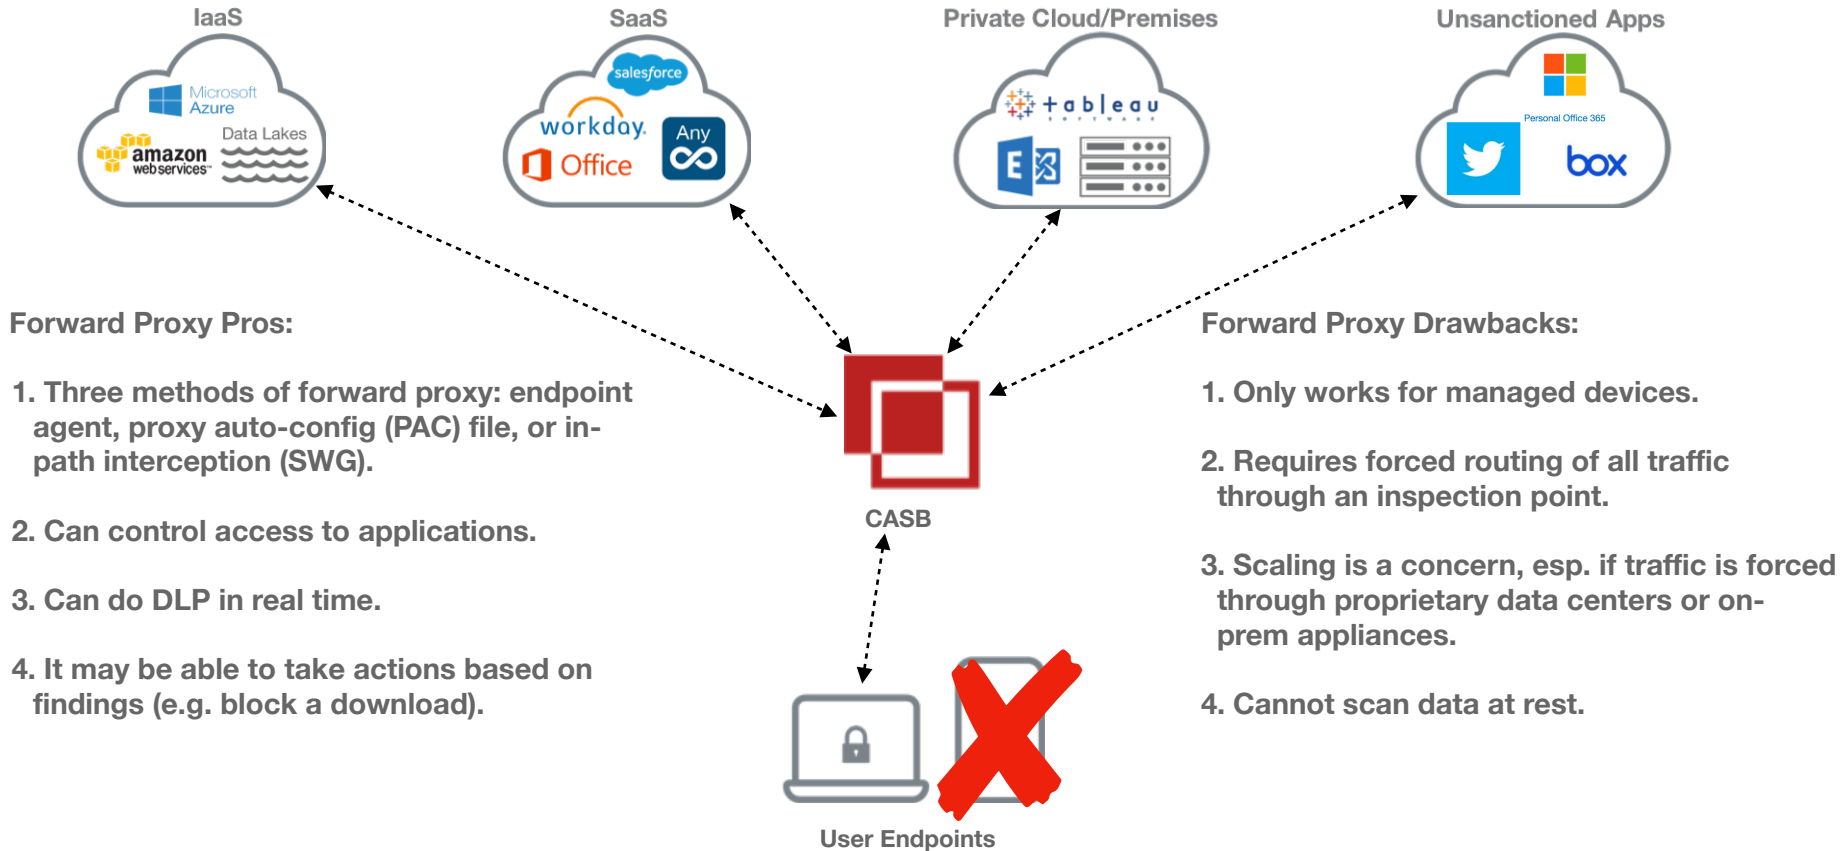 IaaS
SaaS
Private Cloud/Premises
Unsanctioned Apps
Microsoft
Azure
Data Lakes
amazon
web services™
salesforce
workday.
Office
Any
+ableau
SOFTWARE
E
Personal Office 365
box
Forward Proxy Pros:
1. Three methods of forward proxy: endpoint
agent, proxy auto-config (PAC) file, or in-
path interception (SWG).
2. Can control access to applications.
3. Can do DLP in real time.
4. It may be able to take actions based on
findings (e.g. block a download).
CASB
User Endpoints
Forward Proxy Drawbacks:
1. Only works for managed devices.
2. Requires forced routing of all traffic
through an inspection point.
3. Scaling is a concern, esp. if traffic is forced
through proprietary data centers or on-
prem appliances.
4. Cannot scan data at rest.